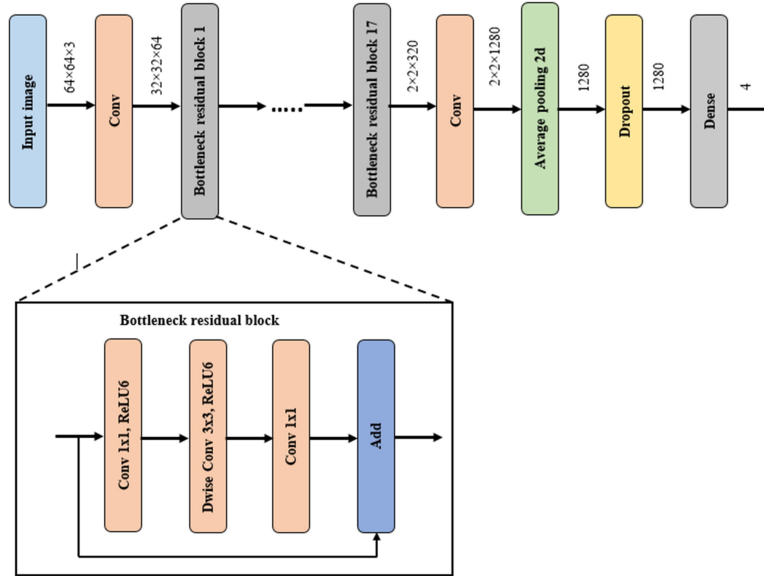 Input image
64×64×3
Conv
32×32×64
Bottleneck residual block 1
.....
Bottleneck residual block 17
2×2×320
Conv
2×2×1280
Average pooling 2d
1280
Dropout
1280
Dense
4
Bottleneck residual block
Conv 1x1, ReLU6
Dwise Conv 3x3, ReLU6
Conv 1x1
Add